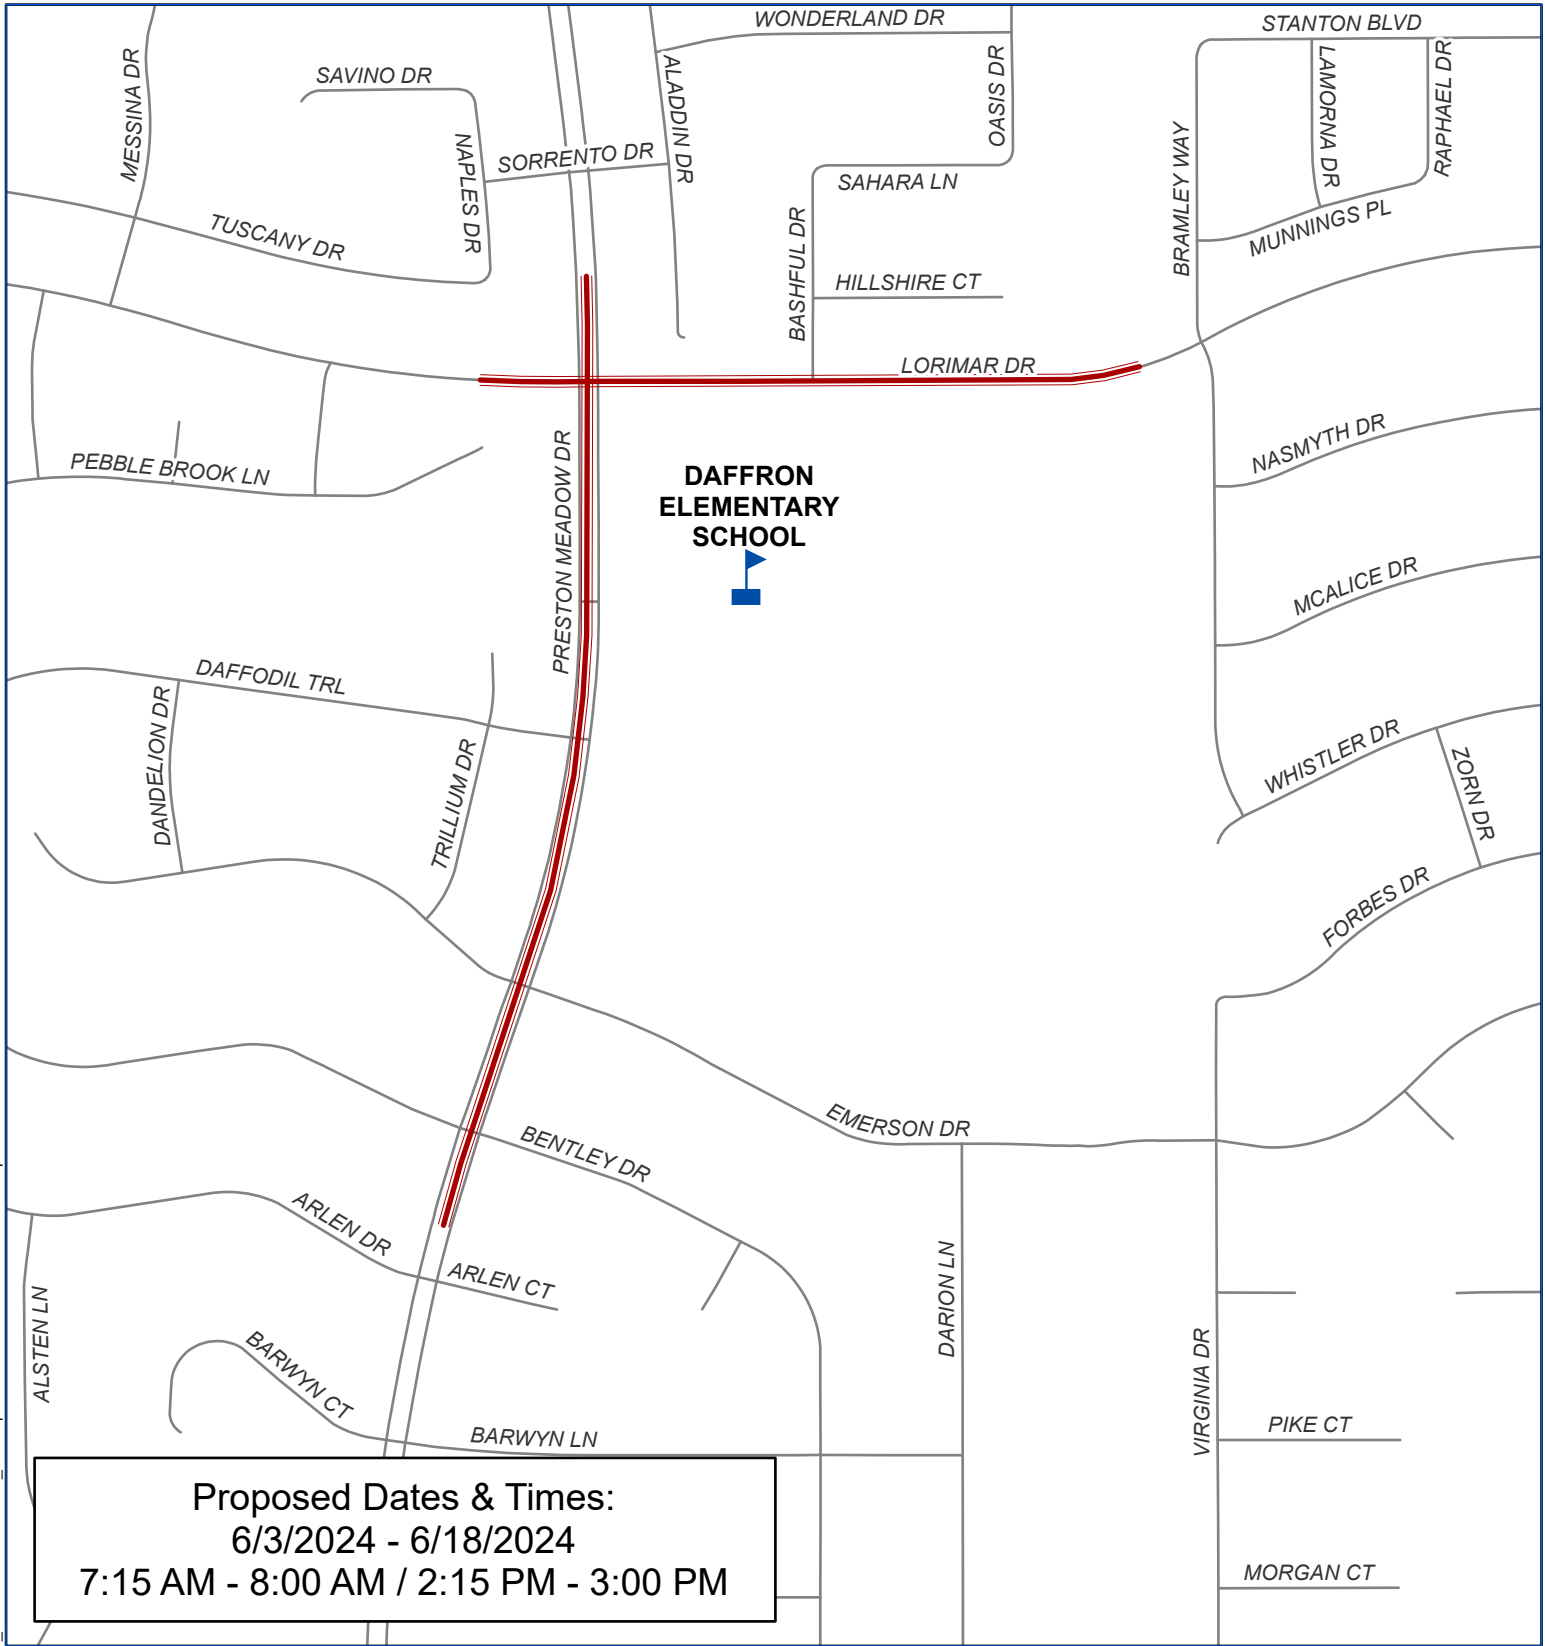 WONDERLAND DR
STANTON BLVD
MESSINA DR
SAVINO DR
ALADDIN DR
OASIS DR
LAMORNA DR
RAPHAEL DR
NAPLES DR
SORRENTO DR
SAHARA LN
BRAMLEY WAY
TUSCANY DR
BASHFUL DR
MUNNINGS PL
HILLSHIRE CT
LORIMAR DR
PEBBLE BROOK LN
PRESTON MEADOW DR
NASMYTH DR
DAFFRON
ELEMENTARY
SCHOOL
MCALICE DR
DAFFODIL TRL
DANDELION DR
TRILLIUM DR
WHISTLER DR
ZORN DR
FORBES DR
EMERSON DR
BENTLEY DR
ARLEN DR
ARLEN CT
DARION LN
ALSTEN LN
BARWYN CT
VIRGINIA DR
BARWYN LN
PIKE CT
Proposed Dates & Times:
6/3/2024 - 6/18/2024
7:15 AM - 8:00 AM / 2:15 PM - 3:00 PM
MORGAN CT